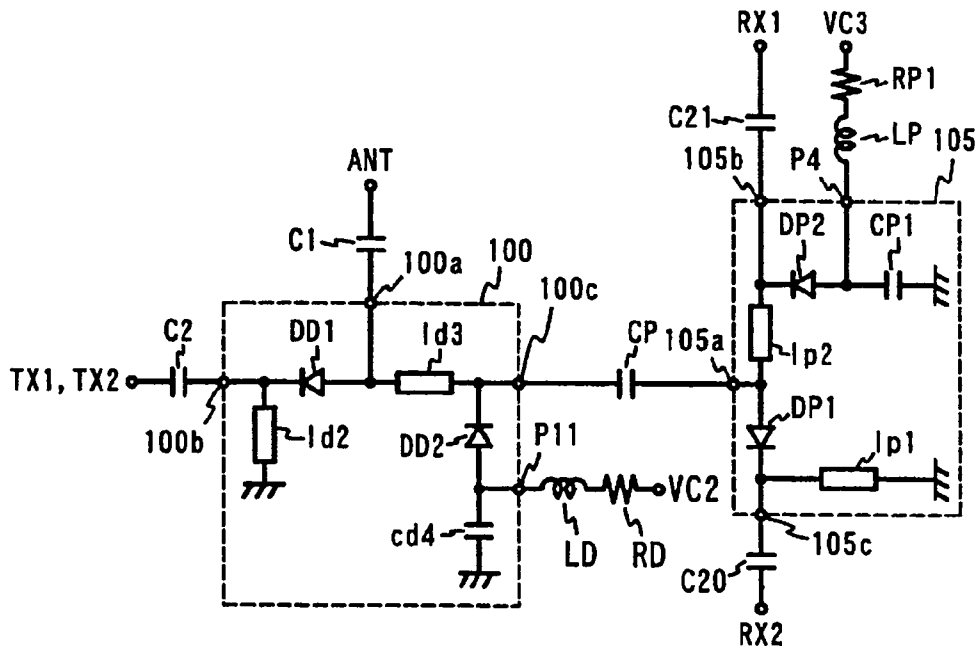 RX1 VC3
RP1
C21
LP
105
ANT
105b P4
DP2 CP1
C1
100
100a
100c
C2
DD1
ld3
CP 105a
lp2
TX1, TX2
DP1
100b
ld2
DD2
P11
lp1
VC2
cd4
LD RD
105c
C20
RX2